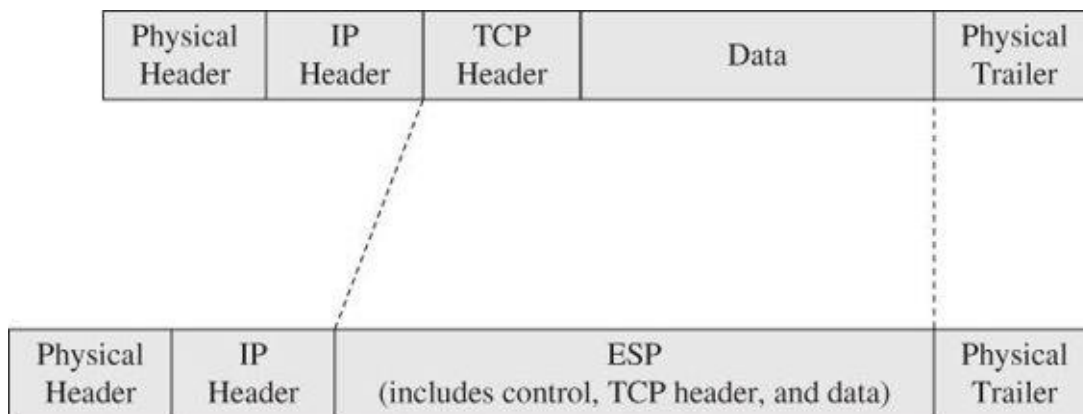 Physical Header
IP Header
TCP Header
Data
Physical Trailer
Physical Header
IP Header
ESP
(includes control, TCP header, and data)
Physical Trailer